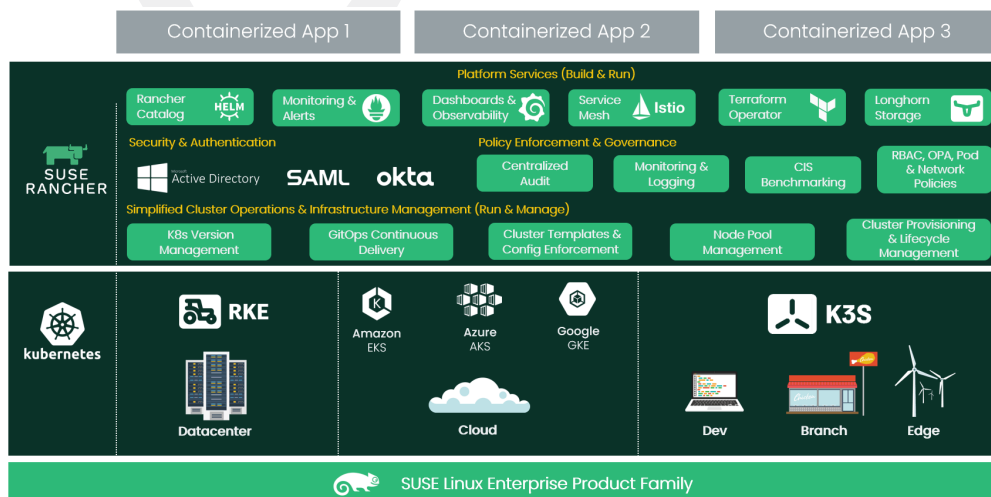 Containerized App 1
Containerized App 2
Containerized App 3
Platform Services (Build & Run)
Rancher
Catalog
HELM
Monitoring &
Alerts
Dashboards &
Observability
Service
Mesh
Istio
Terraform
Operator
Longhorn
Storage
SUSE
RANCHER
Security & Authentication
Microsoft
Active Directory
SAML
okta
Policy Enforcement & Governance
Centralized
Audit
Monitoring &
Logging
CIS
Benchmarking
RBAC, OPA, Pod
& Network
Policies
Simplified Cluster Operations & Infrastructure Management (Run & Manage)
K8s Version
Management
GitOps Continuous
Delivery
Cluster Templates &
Config Enforcement
Node Pool
Management
Cluster Provisioning
& Lifecycle
Management
kubernetes
RKE
Datacenter
K
Amazon
EKS
Azure
AKS
Google
GKE
Cloud
K3S
Dev
Branch
Edge
SUSE Linux Enterprise Product Family